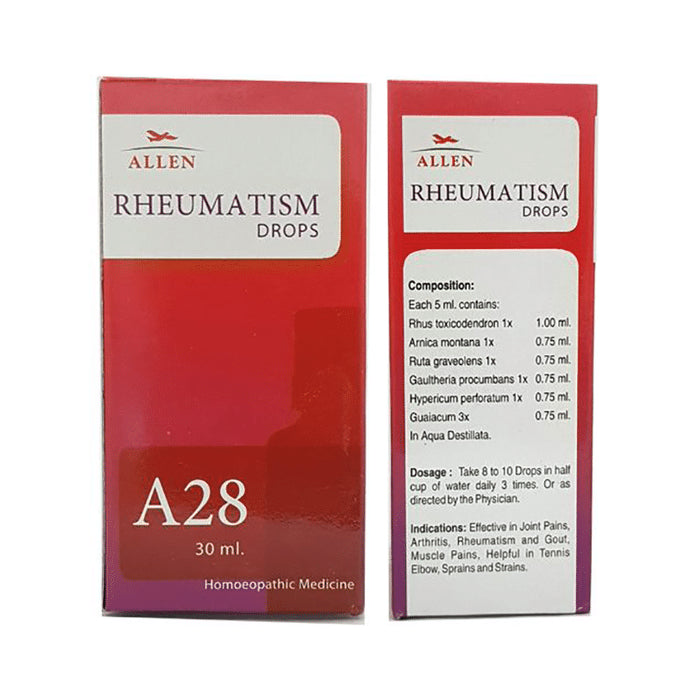 ALLEN
RHEUMATISM
DROPS
A28
30 ml.
Homoeopathic Medicine
ALLEN
RHEUMATISM
DROPS
Composition:
Each 5 ml. contains:
Rhus toxicodendron 1x 1.00 ml.
Arnica montana 1x 0.75 ml.
Ruta graveolens 1x 0.75 ml.
Gaultheria procumbans 1x 0.75 ml.
Hypericum perforatum 1x 0.75 ml.
Guaiacum 3x 0.75 ml.
In Aqua Destillata.
Dosage : Take 8 to 10 Drops in half
cup of water daily 3 times. Or as
directed by the Physician.
Indications: Effective in Joint Pains,
Arthritis, Rheumatism and Gout,
Muscle Pains, Helpful in Tennis
Elbow, Sprains and Strains.